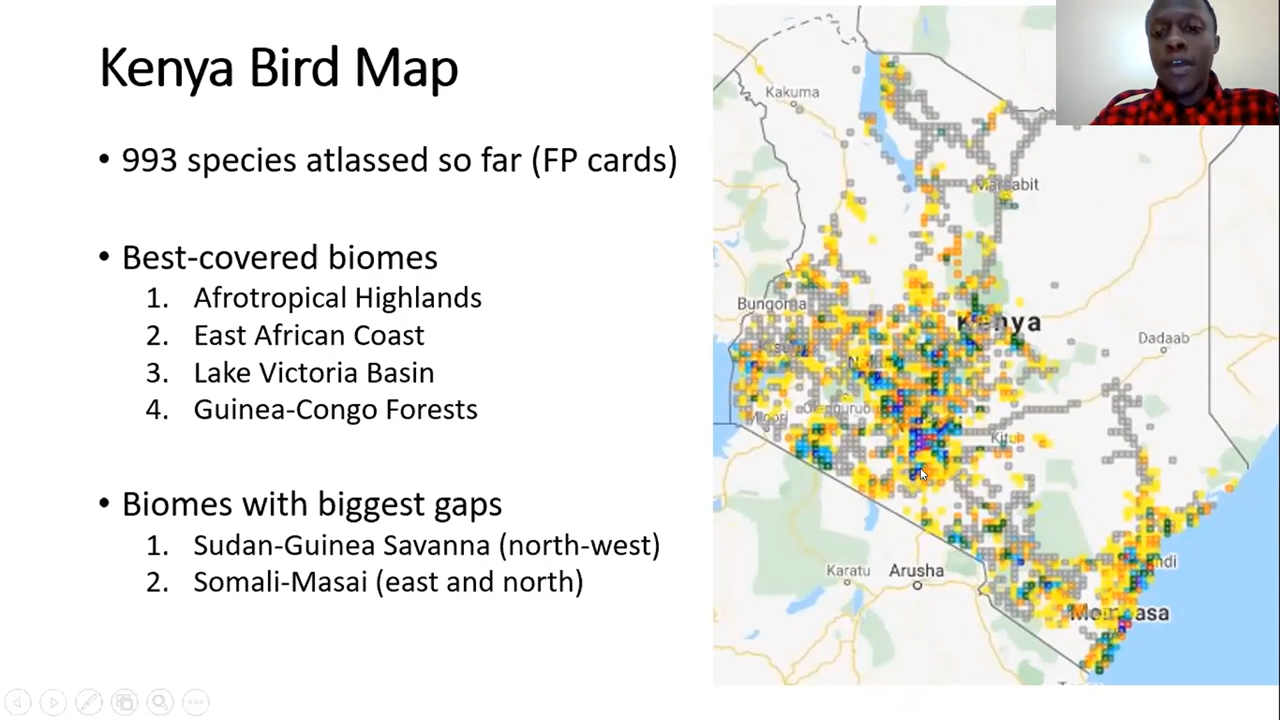 Kenya Bird Map
• 993 species atlassed so far (FP cards)
• Best-covered biomes
1. Afrotropical Highlands
2. East African Coast
3. Lake Victoria Basin
4. Guinea-Congo Forests
• Biomes with biggest gaps
1. Sudan-Guinea Savanna (north-west)
2. Somali-Masai (east and north)
Kakuma
Marsabit
Bungoma
Kenya
Dadaab
Kitui
Karatu
Arusha
Mombasa